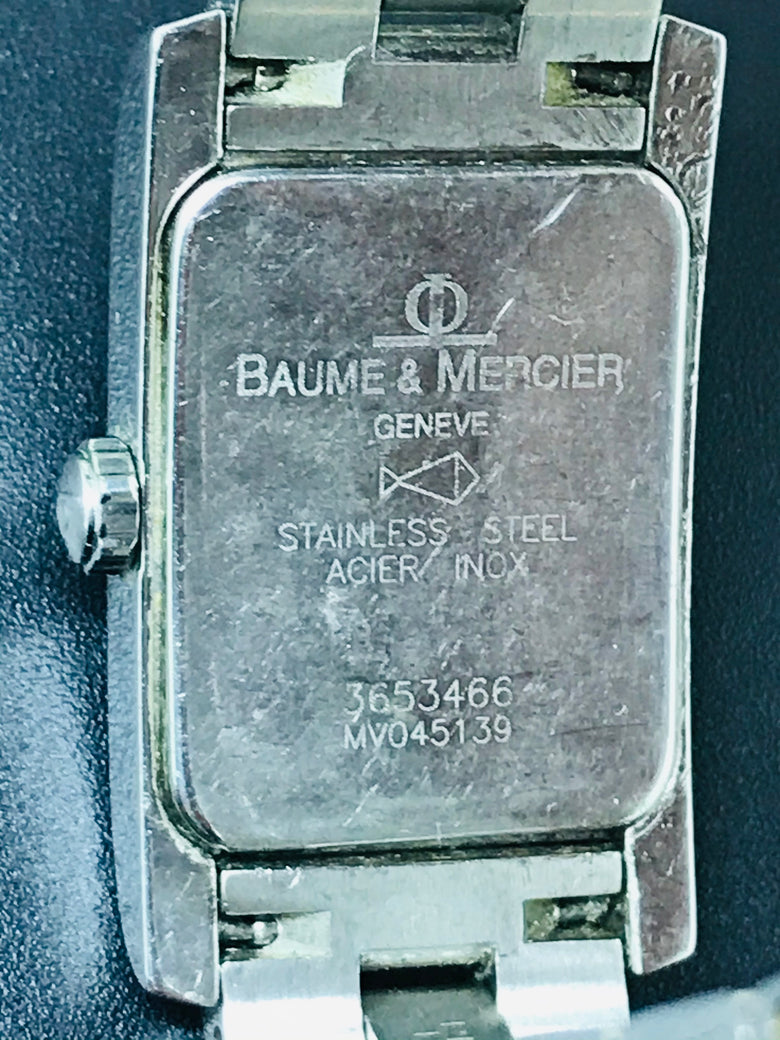 BAUME & MERCIER
GENEVE
STAINLESS STEEL
ACIER INOX
3653466
MV045139